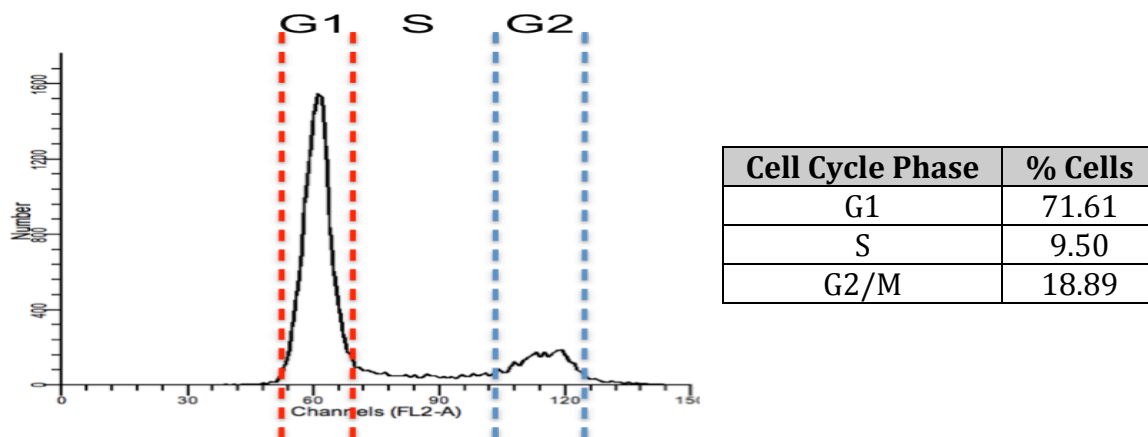 G1 S G2
1600
1200
800
400
0
Number
0 30 60 90 120 150
Channels (FL2-A)
Cell Cycle Phase % Cells
G1 71.61
S 9.50
G2/M 18.89